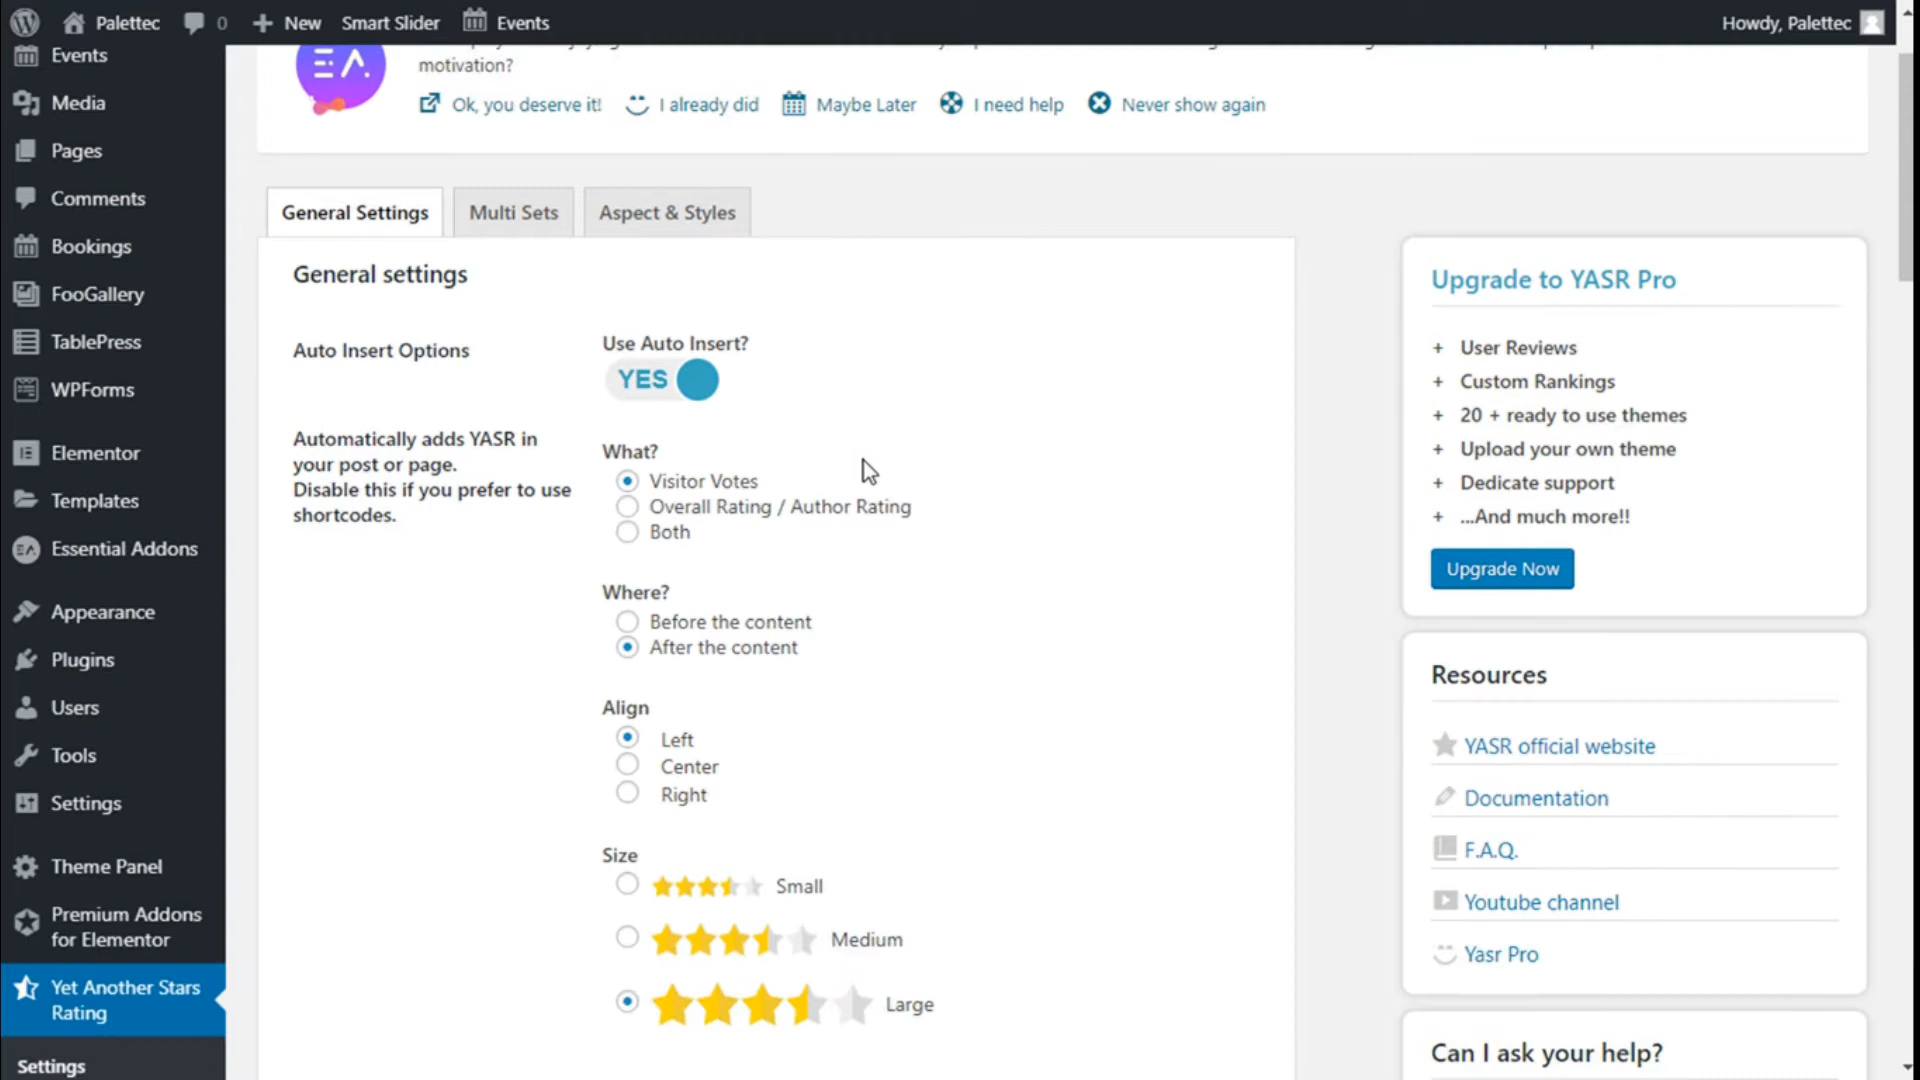 Palettec
0
New
Smart Slider
Events
Howdy, Palettec
Events
Media
Pages
Comments
Bookings
FooGallery
TablePress
WPForms
Elementor
Templates
Essential Addons
Appearance
Plugins
Users
Tools
Settings
Theme Panel
Premium Addons
for Elementor
Yet Another Stars
Rating
Settings
motivation?
Ok, you deserve it!
I already did
Maybe Later
I need help
Never show again
General Settings
Multi Sets
Aspect & Styles
General settings
Auto Insert Options
Automatically adds YASR in
your post or page.
Disable this if you prefer to use
shortcodes.
Use Auto Insert?
YES
What?
Visitor Votes
Overall Rating / Author Rating
Both
Where?
Before the content
After the content
Align
Left
Center
Right
Size
Small
Medium
Large
Upgrade to YASR Pro
+ User Reviews
+ Custom Rankings
+ 20 + ready to use themes
+ Upload your own theme
+ Dedicate support
+ ...And much more!!
Upgrade Now
Resources
YASR official website
Documentation
F.A.Q.
Youtube channel
Yasr Pro
Can I ask your help?